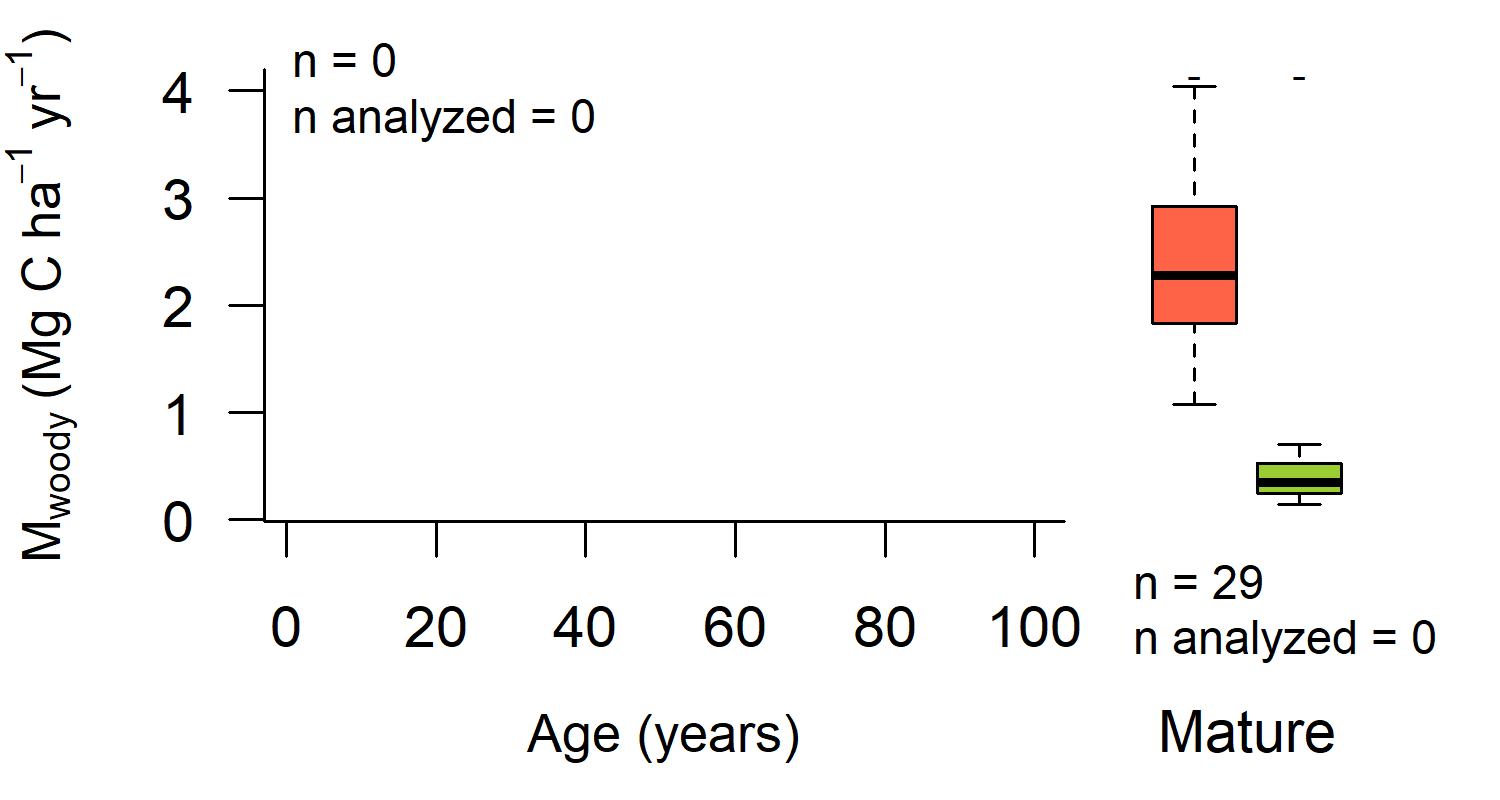 n = 0
n analyzed = 0
M_woody (Mg C ha⁻¹ yr⁻¹)
4
3
2
1
0
0 20 40 60 80 100
Age (years)
- -
n = 29
n analyzed = 0
Mature